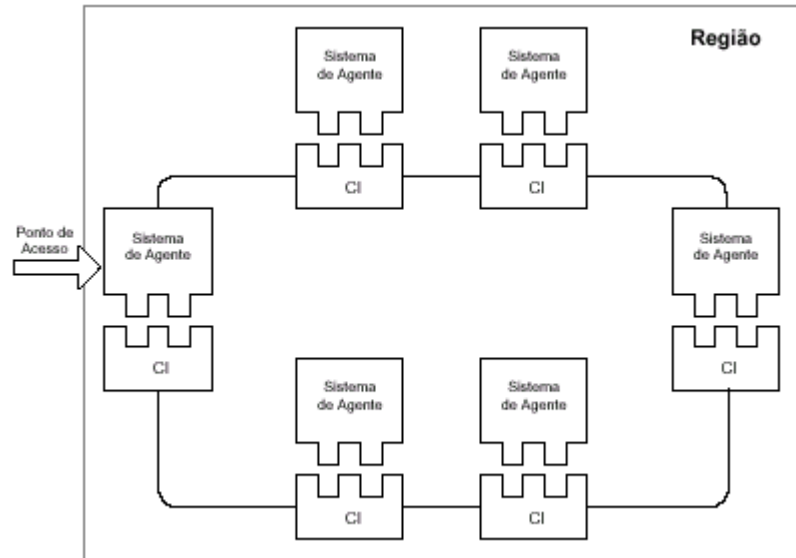 Região
Sistema
de Agente
Sistema
de Agente
CI
CI
Ponto de
Acesso
Sistema
de Agente
Sistema
de Agente
CI
CI
Sistema
de Agente
Sistema
de Agente
CI
CI